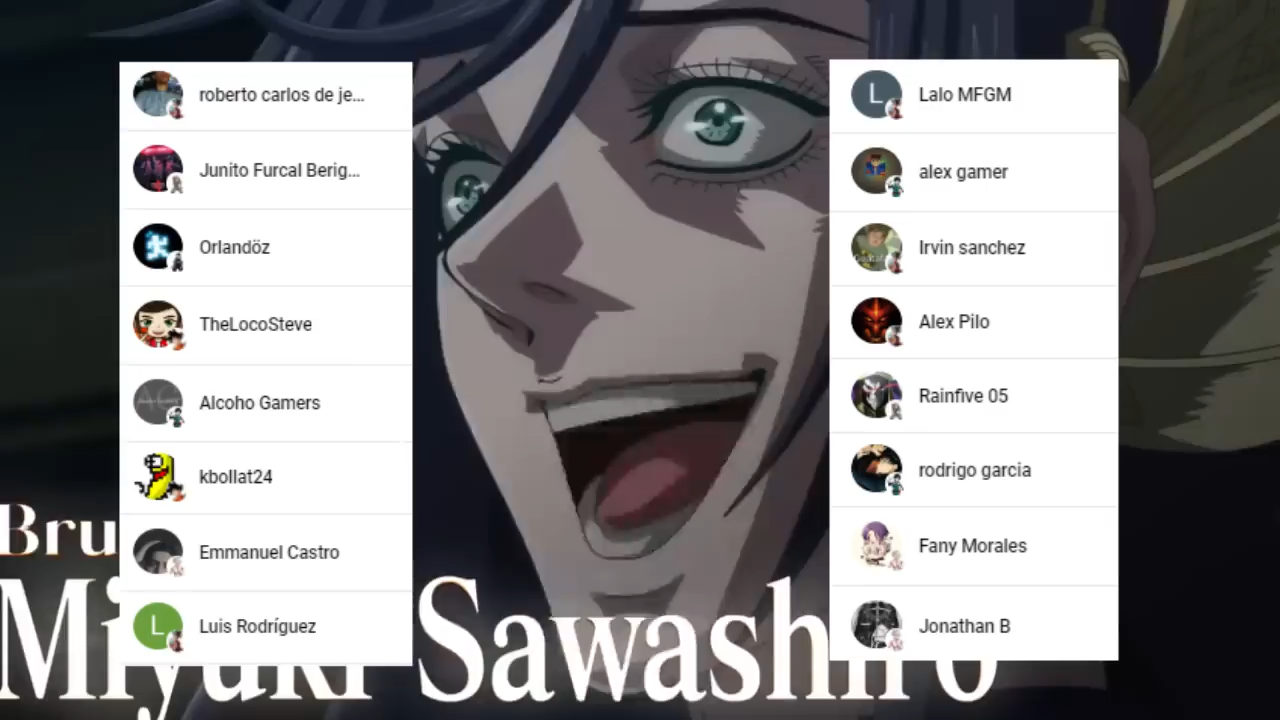 roberto carlos de je...
Junito Furcal Berig...
Orlandöz
TheLocoSteve
Alcoho Gamers
kbollat24
Emmanuel Castro
Luis Rodríguez
L
Lalo MFGM
alex gamer
Irvin sanchez
Alex Pilo
Rainfive 05
rodrigo garcia
Fany Morales
Jonathan B
L
Bru
Miyuki Sawashiro